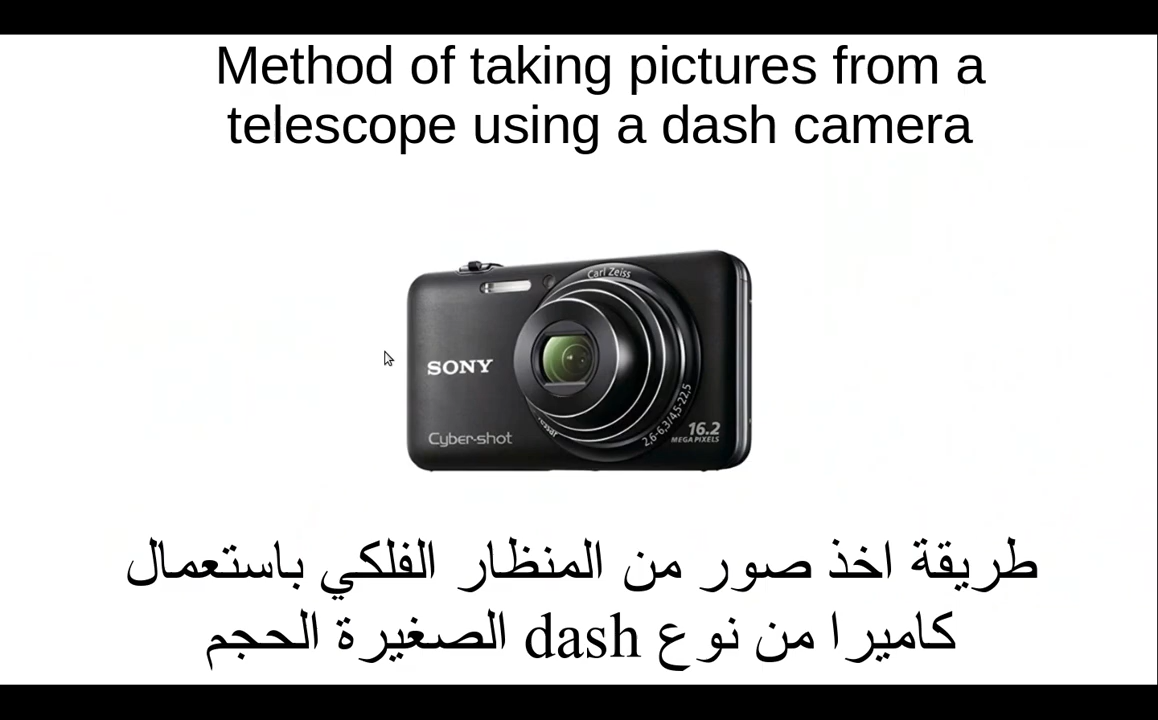 Method of taking pictures from a
telescope using a dash camera
Carl Zeiss
SONY
Cyber-shot
2,6-6,3/4,5-22,5
16.2
MEGA PIXELS
طريقة اخذ صور من المنظار الفلكي باستعمال
كاميرا من نوع dash الصغيرة الحجم